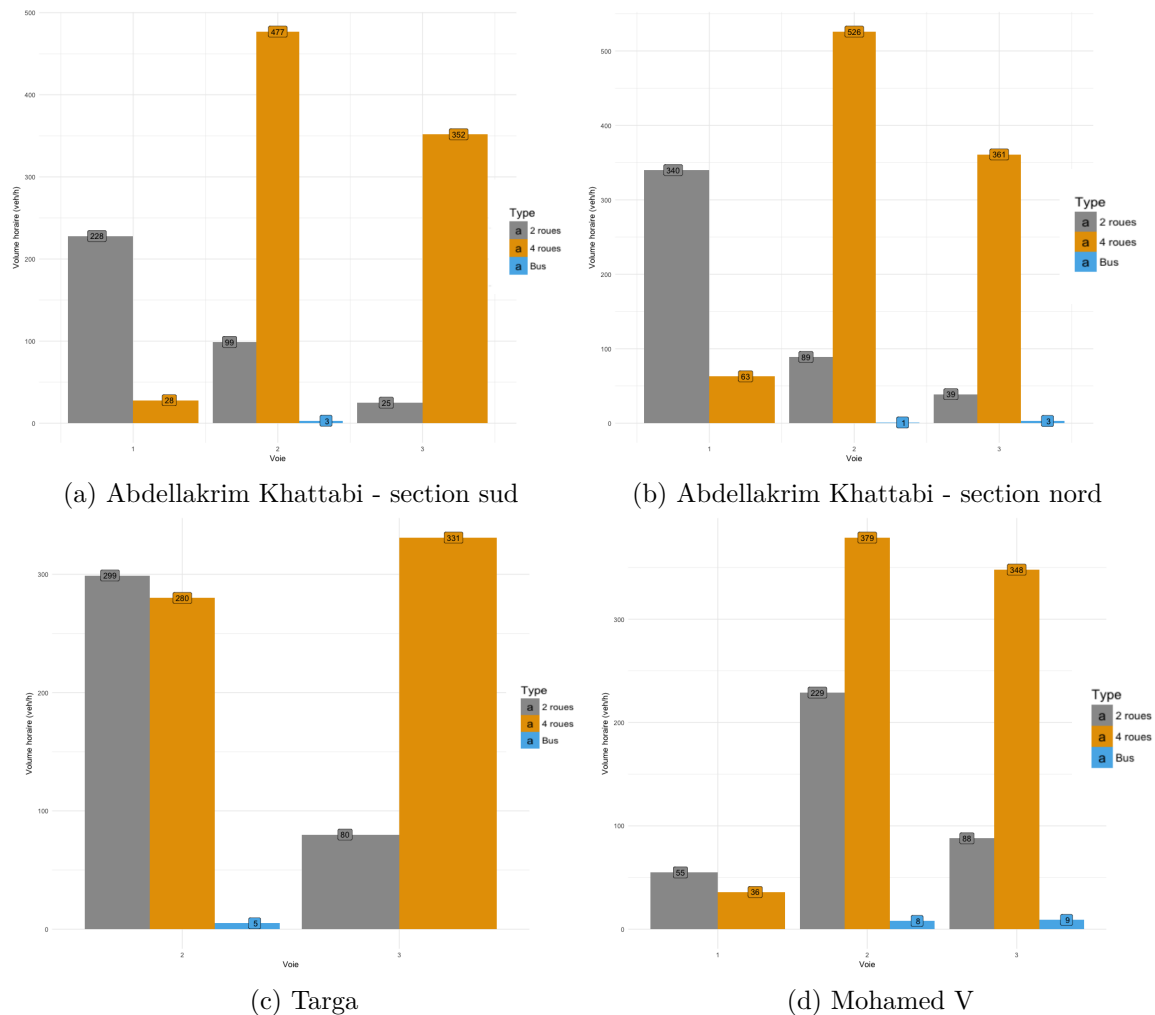 500
400
300
200
100
0
Volume horaire (veh/h)
477
352
228
99
28
25
3
1
2
3
Voie
Type
a 2 roues
a 4 roues
a Bus
(a) Abdellakrim Khattabi - section sud
500
400
300
200
100
0
Volume horaire (veh/h)
526
361
340
89
63
39
1
3
1
2
3
Voie
Type
a 2 roues
a 4 roues
a Bus
(b) Abdellakrim Khattabi - section nord
300
200
100
0
Volume horaire (veh/h)
331
299
280
80
5
2
3
Voie
Type
a 2 roues
a 4 roues
a Bus
(c) Targa
300
200
100
0
Volume horaire (veh/h)
379
348
229
88
55
36
8
9
1
2
3
Voie
Type
a 2 roues
a 4 roues
a Bus
(d) Mohamed V